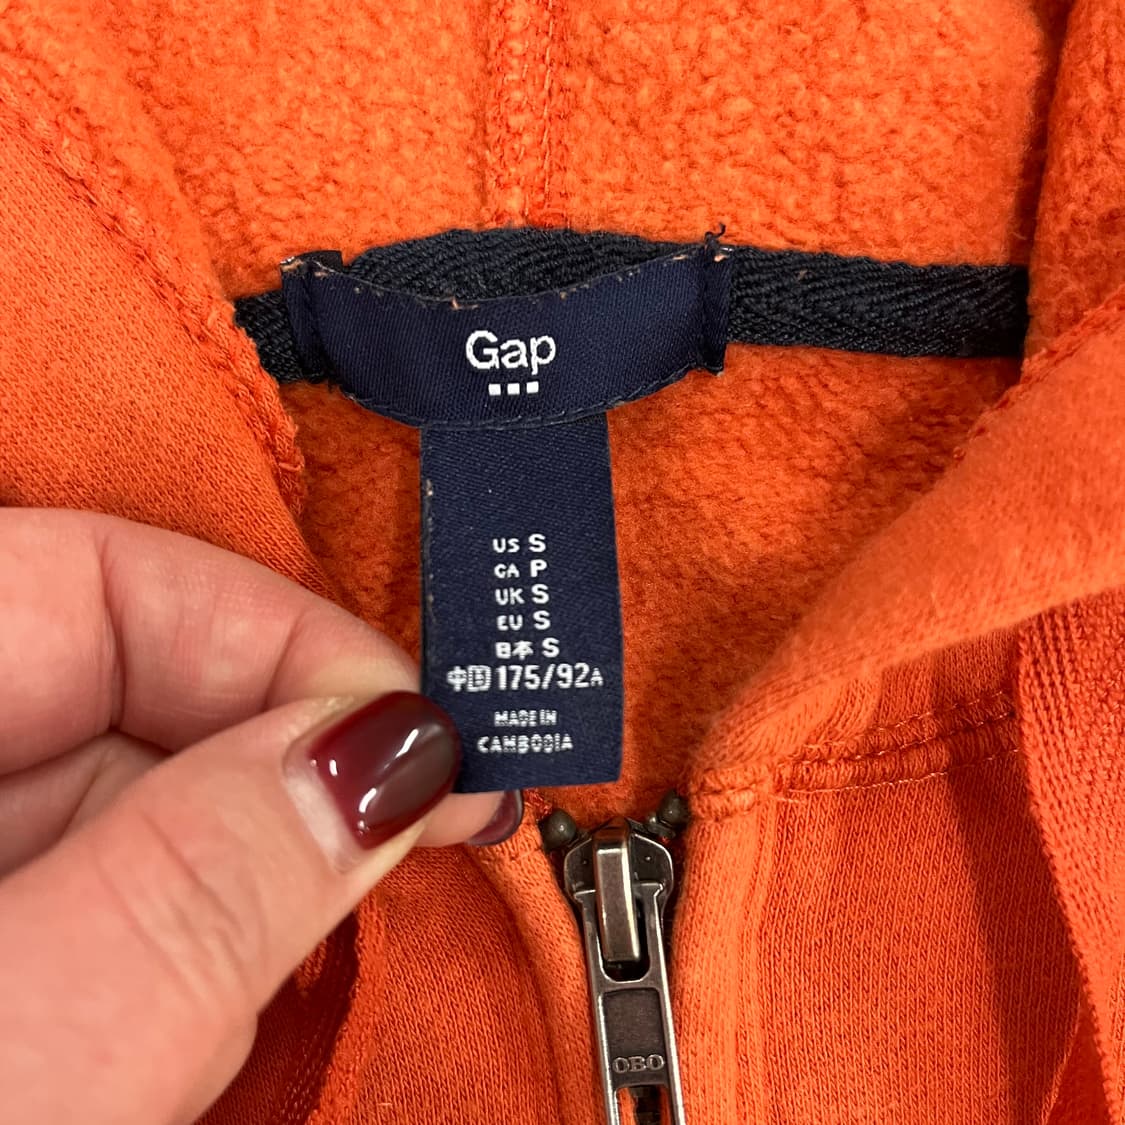 Gap
US S
CA P
UK S
EU S
日本 S
中国 175/92A
MADE IN
CAMBODIA
OBO